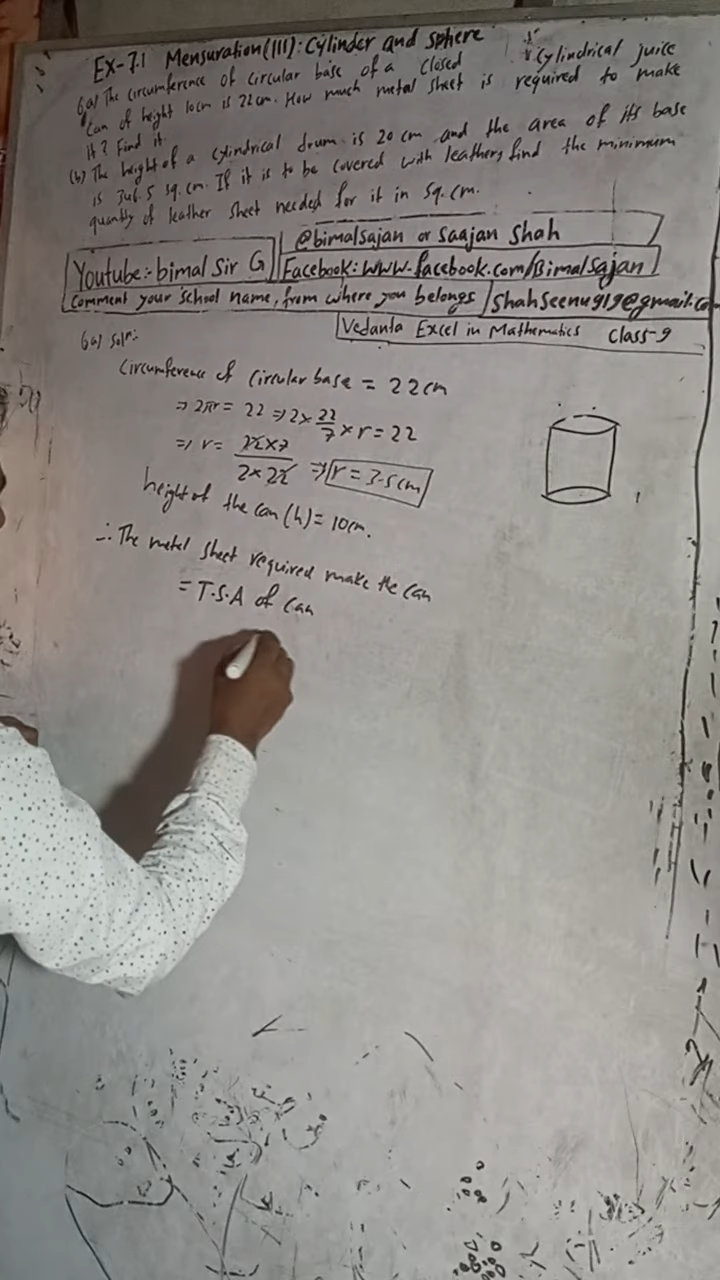 Ex-7.1 Mensuration(III): Cylinder and sphere
6a) The circumference of circular base of a closed cylindrical juice
can of height 10cm is 22cm. How much metal sheet is required to make
it? Find it.
(b) The height of a cylindrical drum is 20 cm and the area of its base
is 346.5 sq.cm. If it is to be covered with leathers, find the minimum
quantity of leather sheet needed for it in sq.cm.
@bimalsajan or Saajan Shah
Youtube:- bimal Sir G
Facebook: www.facebook.com/Bimalsajan
Comment your school name, from where you belongs
shahseenu919@gmail.co
Vedanta Excel in Mathematics Class-9
6a) Soln:
Circumference of circular base = 22cm
⇒ 2πr = 22 ⇒ 2× 22/7 × r = 22
⇒ r = 22×7/2×22 ⇒ r = 3.5cm
height of the can (h) = 10cm.
∴ The metal sheet required make the can
= T.S.A of can